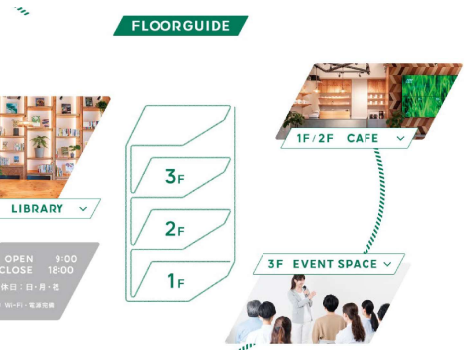 FLOORGUIDE
1F/2F CAFE
3F
LIBRARY
2F
OPEN 9:00
CLOSE 18:00
休日：日・月・祝
Wi-Fi・電源完備
3F EVENT SPACE
1F